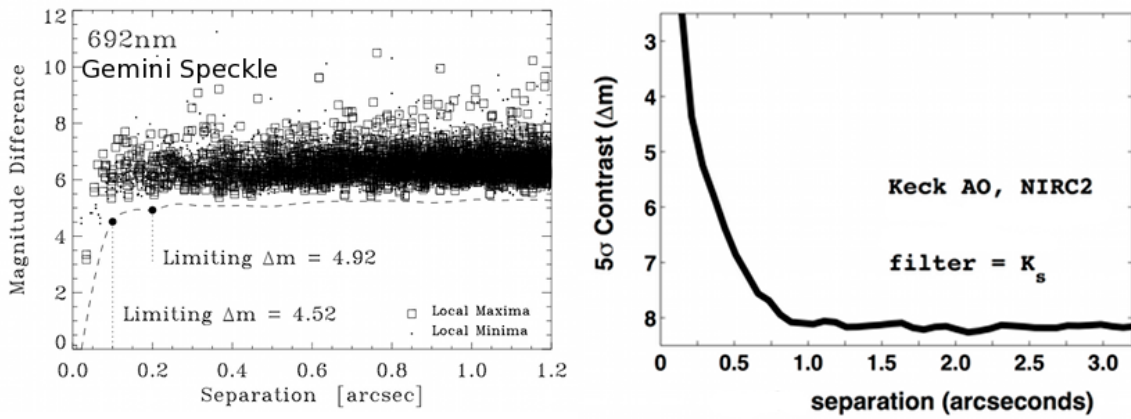 12
10
8
6
4
2
0
Magnitude Difference
692nm
Gemini Speckle
Limiting Δm = 4.92
Limiting Δm = 4.52
□ Local Maxima
· Local Minima
0.0 0.2 0.4 0.6 0.8 1.0 1.2
Separation [arcsec]
3
4
5
6
7
8
5σ Contrast (Δm)
Keck AO, NIRC2
filter = Ks
0 0.5 1.0 1.5 2.0 2.5 3.0
separation (arcseconds)